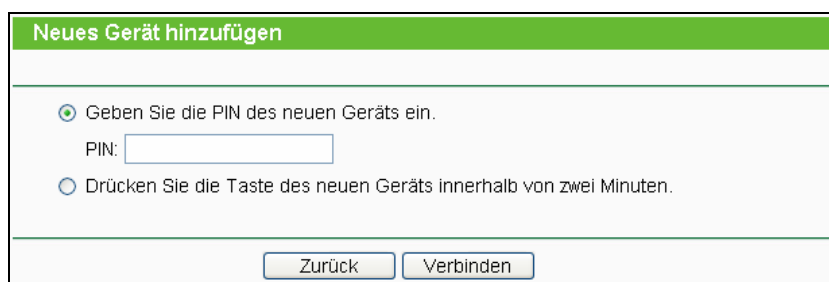 Neues Gerät hinzufügen
Geben Sie die PIN des neuen Geräts ein.
PIN:
Drücken Sie die Taste des neuen Geräts innerhalb von zwei Minuten.
Zurück Verbinden